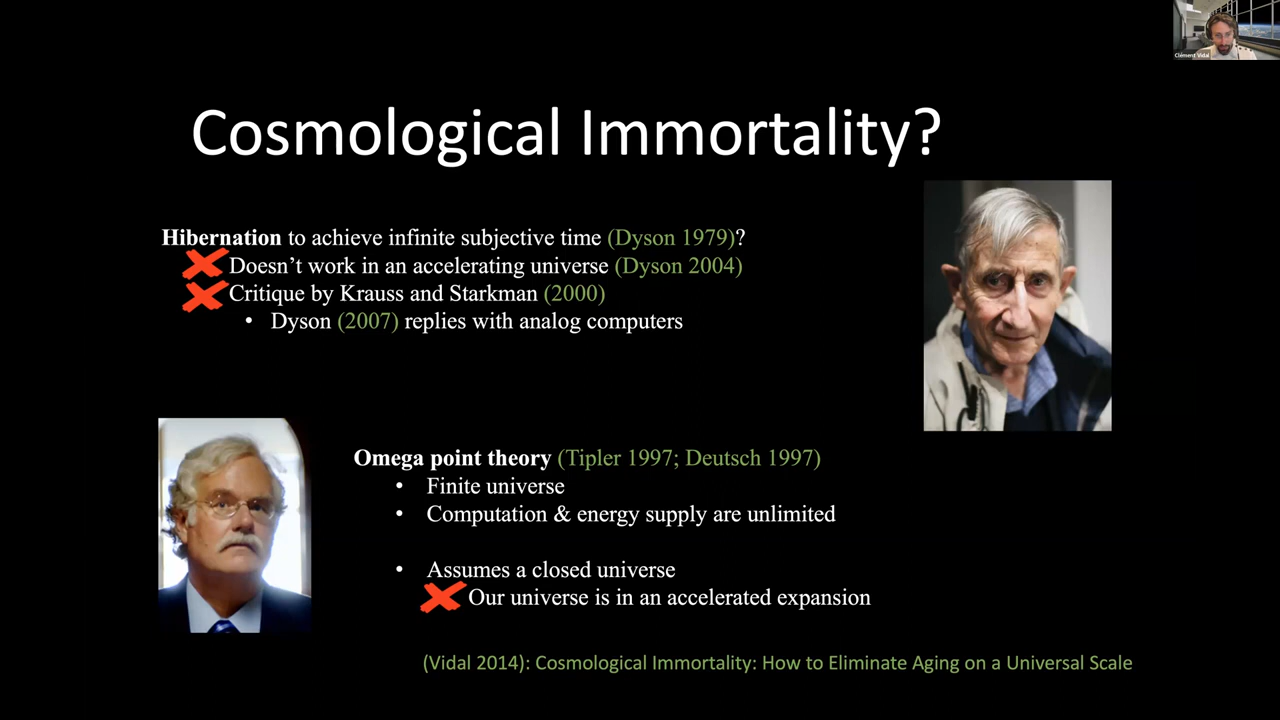 Clément Vidal
Cosmological Immortality?
Hibernation to achieve infinite subjective time (Dyson 1979)?
Doesn’t work in an accelerating universe (Dyson 2004)
Critique by Krauss and Starkman (2000)
• Dyson (2007) replies with analog computers
Omega point theory (Tipler 1997; Deutsch 1997)
• Finite universe
• Computation & energy supply are unlimited
• Assumes a closed universe
Our universe is in an accelerated expansion
(Vidal 2014): Cosmological Immortality: How to Eliminate Aging on a Universal Scale